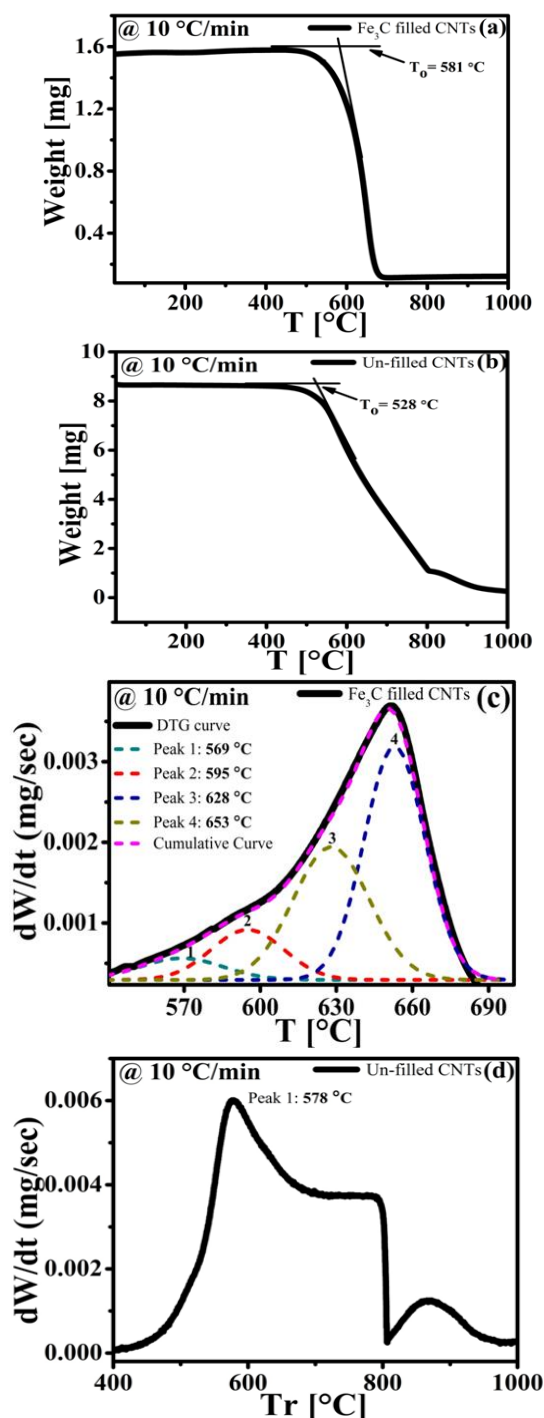 @ 10 °C/min
Fe₃C filled CNTs (a)
Tₒ= 581 °C
1.6
1.2
0.8
0.4
Weight [mg]
200 400 600 800 1000
T [°C]
@ 10 °C/min
Un-filled CNTs (b)
Tₒ= 528 °C
10
8
6
4
2
0
Weight [mg]
200 400 600 800 1000
T [°C]
@ 10 °C/min
Fe₃C filled CNTs (c)
DTG curve
Peak 1: 569 °C
Peak 2: 595 °C
Peak 3: 628 °C
Peak 4: 653 °C
Cumulative Curve
1
2
3
4
0.003
0.002
0.001
dW/dt (mg/sec)
570 600 630 660 690
T [°C]
@ 10 °C/min
Un-filled CNTs (d)
Peak 1: 578 °C
0.006
0.004
0.002
0.000
dW/dt (mg/sec)
400 600 800 1000
Tr [°C]